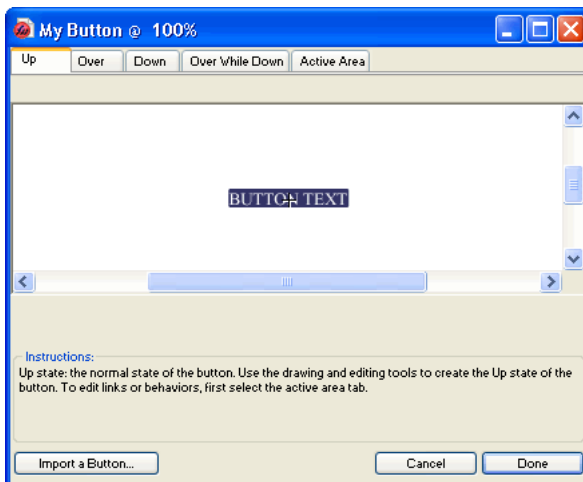 My Button @ 100%
Up Over Down Over While Down Active Area
BUTTON TEXT
Instructions:
Up state: the normal state of the button. Use the drawing and editing tools to create the Up state of the
button. To edit links or behaviors, first select the active area tab.
Import a Button... Cancel Done